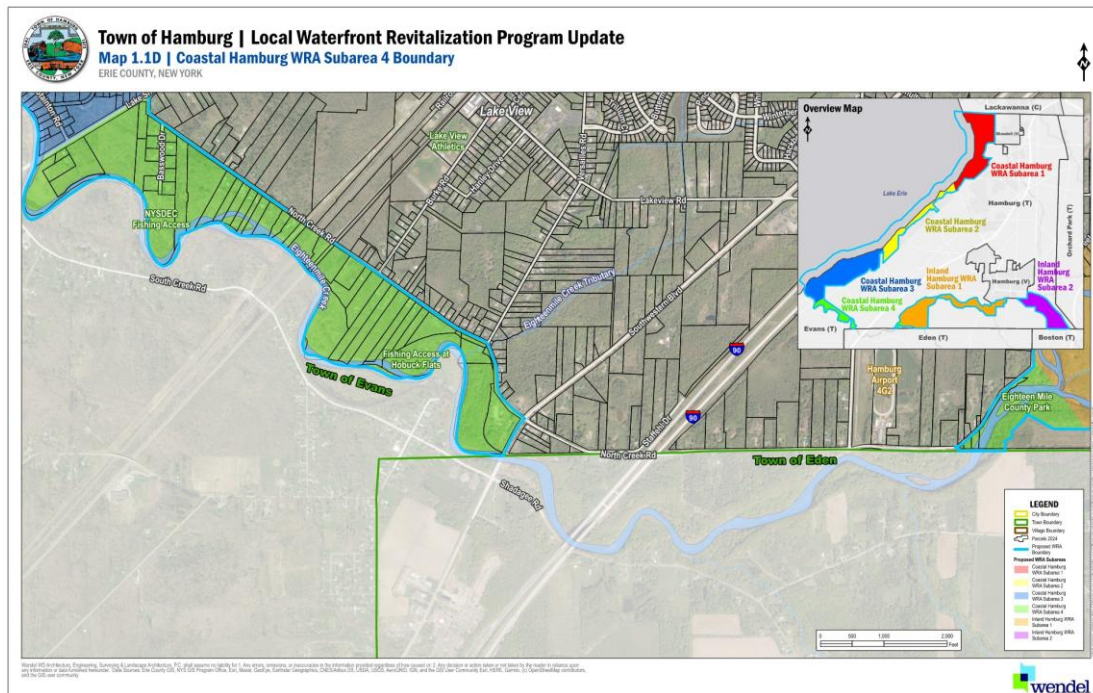 Town of Hamburg | Local Waterfront Revitalization Program Update
Map 1.1D | Coastal Hamburg WRA Subarea 4 Boundary
ERIE COUNTY, NEW YORK
N
Lake View
Lake View
Athletics
Basswood Dr
Versailles Rd
Lakeview Rd
NYSDEC
Fishing Access
North Creek Rd
Eighteenmile Creek
South Creek Rd
Eighteenmile Creek Tributary
Southwestern Blvd
Fishing Access at
Hobuck Flats
Town of Evans
90
90
Hamburg
Airport
4G2
Eighteen Mile
County Park
North Creek Rd
Town of Eden
Shadagee Rd
Overview Map
N
Lackawanna (C)
Coastal Hamburg
WRA Subarea 1
Lake Erie
Hamburg (T)
Orchard Park (T)
Coastal Hamburg
WRA Subarea 2
Inland
Hamburg WRA
Subarea 1
Inland
Hamburg
WRA
Subarea 2
Hamburg (V)
Coastal Hamburg
WRA Subarea 3
Coastal Hamburg
WRA Subarea 4
Evans (T)
Eden (T)
Boston (T)
LEGEND
City Boundary
Town Boundary
Village Boundary
Parcels 2024
Proposed WRA
Boundary
Proposed WRA Subareas
Coastal Hamburg
WRA Subarea 1
Coastal Hamburg
WRA Subarea 2
Coastal Hamburg
WRA Subarea 3
Coastal Hamburg
WRA Subarea 4
Inland Hamburg WRA
Subarea 1
Inland Hamburg WRA
Subarea 2
0 500 1,000 2,000
Feet
wendel